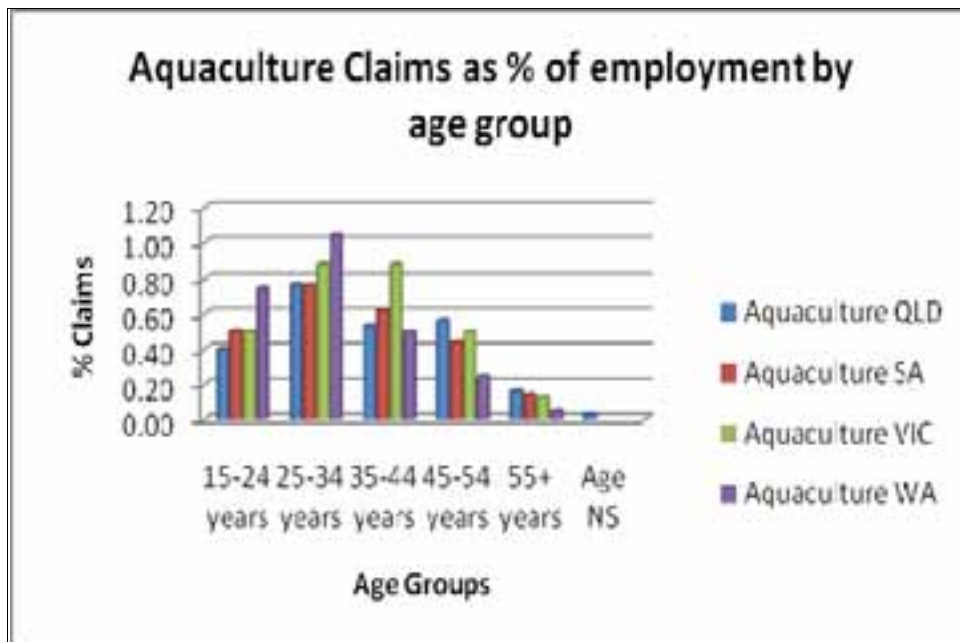 Aquaculture Claims as % of employment by
age group
1.20
1.00
0.80
0.60
0.40
0.20
0.00
% Claims
15-24 25-34 35-44 45-54 55+ Age
years years years years years NS
Age Groups
Aquaculture QLD
Aquaculture SA
Aquaculture VIC
Aquaculture WA